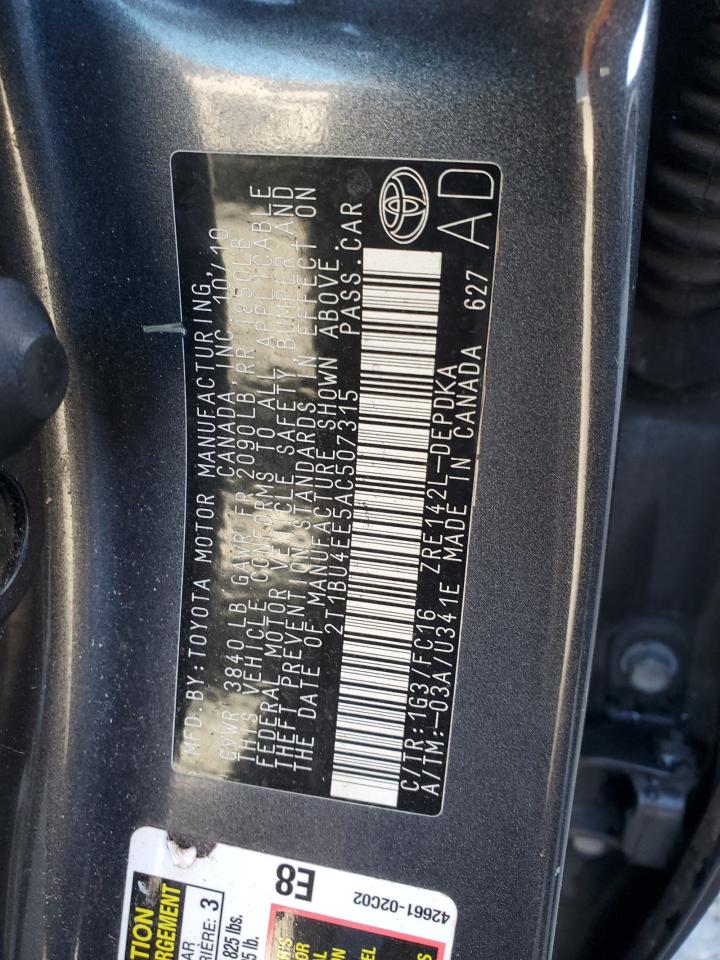 MFD. BY: TOYOTA MOTOR MANUFACTURING,
CANADA, INC. 10/10
GVWR 3840 LB GAWR FR 2090LB, RR 1850LB
THIS VEHICLE CONFORMS TO ALL APPLICABLE
FEDERAL MOTOR VEHICLE SAFETY, BUMPER, AND
THEFT PREVENTION STANDARDS IN EFFECT ON
THE DATE OF MANUFACTURE SHOWN ABOVE.
2T1BU4EE5AC507315 PASS. CAR
C/TR: 1G3/FC16 ZRE142L-DEPDKA
A/TM: -03A/U341E MADE IN CANADA 627 AD
E8
42661-02C02
3
825 lbs.